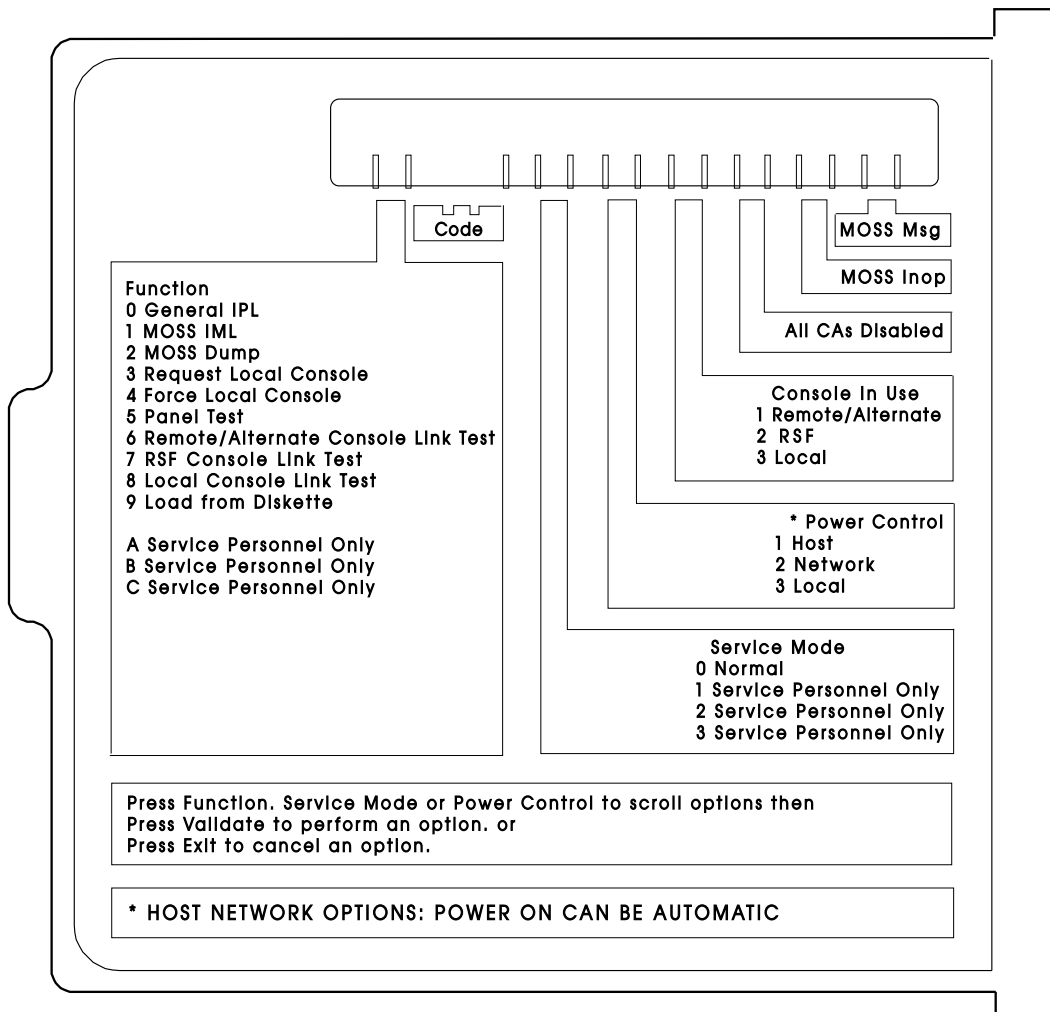 Code
MOSS Msg
MOSS Inop
All CAs Disabled
Function
0 General IPL
1 MOSS IML
2 MOSS Dump
3 Request Local Console
4 Force Local Console
5 Panel Test
6 Remote/Alternate Console Link Test
7 RSF Console Link Test
8 Local Console Link Test
9 Load from Diskette
A Service Personnel Only
B Service Personnel Only
C Service Personnel Only
Console In Use
1 Remote/Alternate
2 RSF
3 Local
* Power Control
1 Host
2 Network
3 Local
Service Mode
0 Normal
1 Service Personnel Only
2 Service Personnel Only
3 Service Personnel Only
Press Function. Service Mode or Power Control to scroll options then
Press Validate to perform an option. or
Press Exit to cancel an option.
* HOST NETWORK OPTIONS: POWER ON CAN BE AUTOMATIC